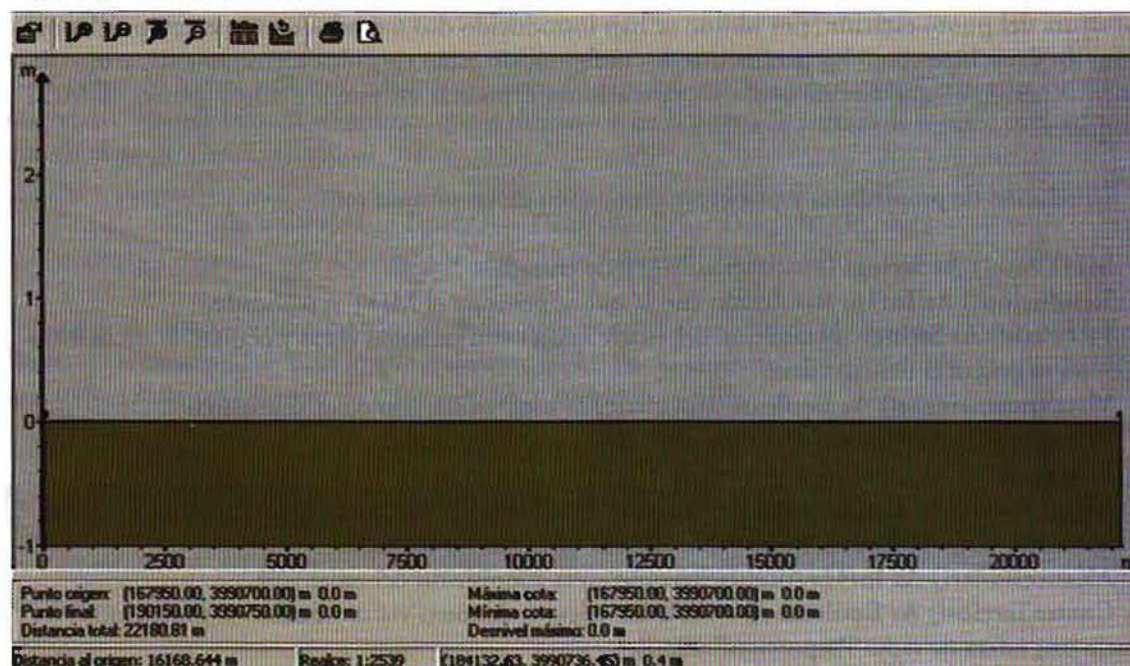 m
2
1
0
-1
2500 5000 7500 10000 12500 15000 17500 20000
Punto origen: (167950.00, 3990700.00) m 0.0 m Máxima cota: (167950.00, 3990700.00) m 0.0 m
Punto final: (190150.00, 3990750.00) m 0.0 m Mínima cota: (167950.00, 3990700.00) m 0.0 m
Distancia total: 22180.81 m Desnivel máximo: 0.0 m
Distancia al origen: 16168.644 m Realce: 1:2539 (184132.63, 3990736.45) m 0.4 m